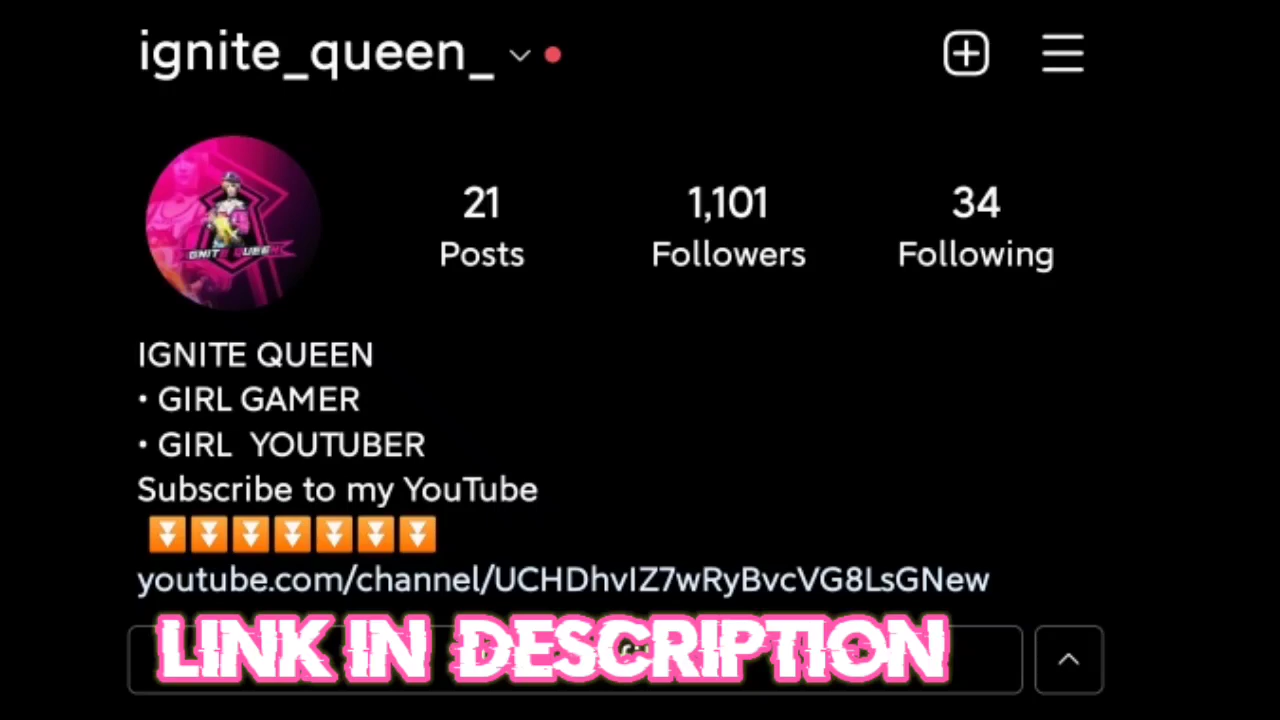 ignite_queen_
21
1,101
34
Posts
Followers
Following
IGNITE QUEEN
• GIRL GAMER
• GIRL YOUTUBER
Subscribe to my YouTube
⏬⏬⏬⏬⏬⏬⏬
youtube.com/channel/UCHDhvIZ7wRyBvcVG8LsGNew
LINK IN DESCRIPTION